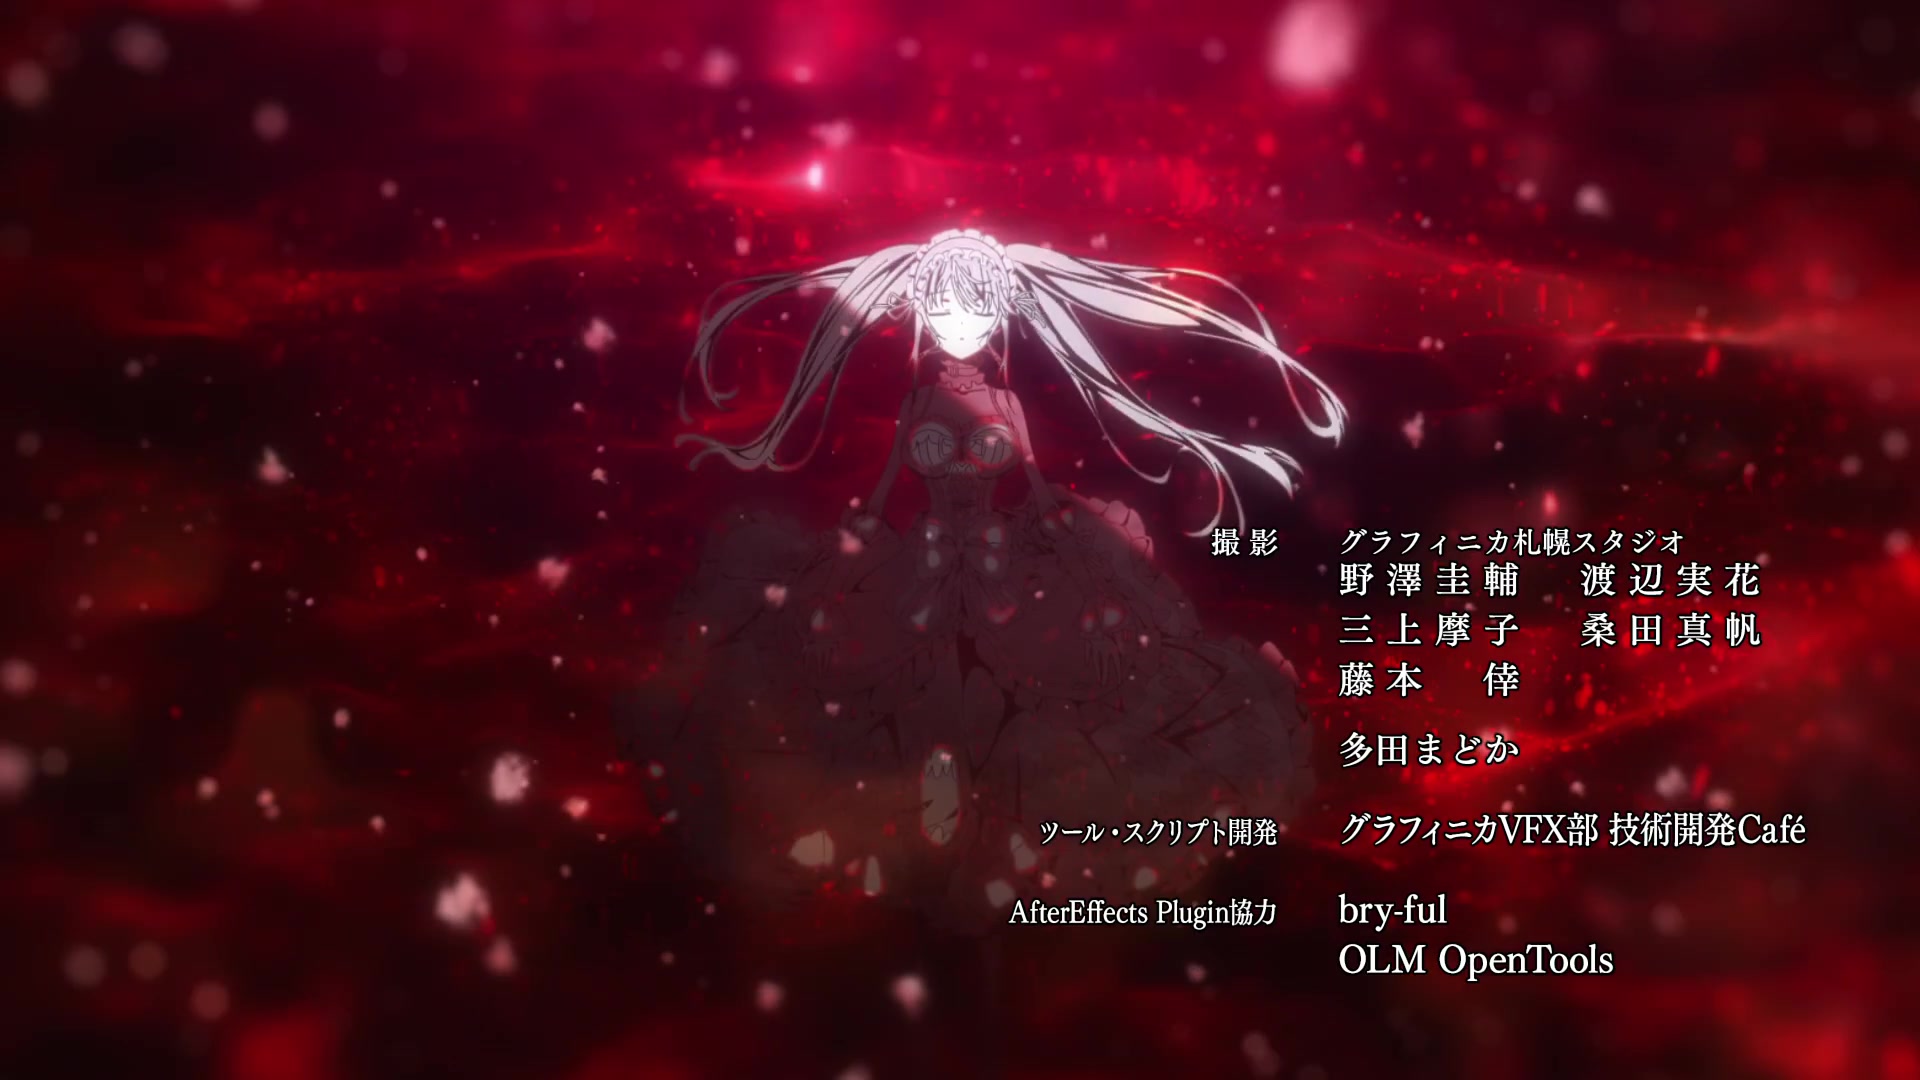 撮影 グラフィニカ札幌スタジオ
野澤圭輔 渡辺実花
三上摩子 桑田真帆
藤本 倖
多田まどか
ツール・スクリプト開発 グラフィニカVFX部 技術開発Café
AfterEffects Plugin協力 bry-ful
OLM OpenTools